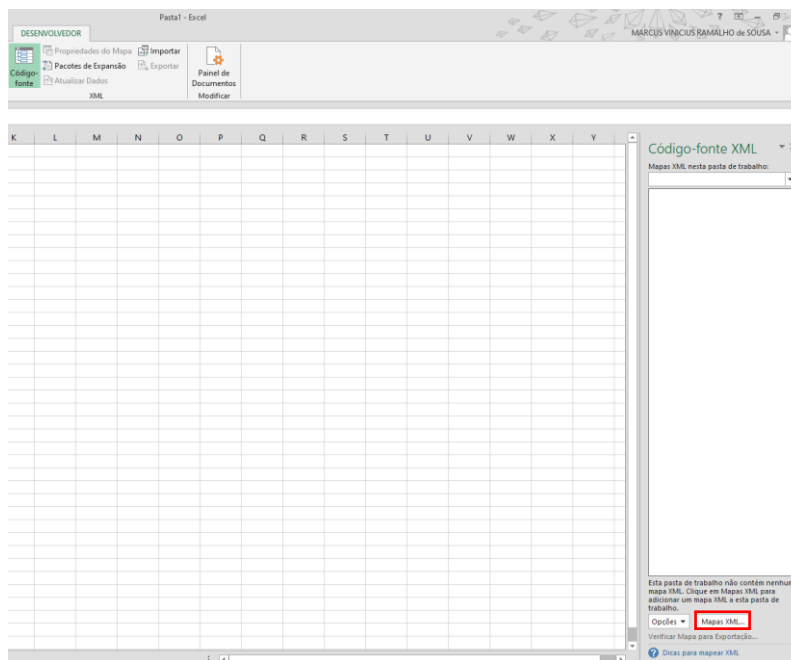 Pasta1 - Excel
DESENVOLVEDOR
MARCUS VINICIUS RAMALHO de SOUSA
Código-fonte
Propriedades do Mapa
Pacotes de Expansão
Atualizar Dados
Importar
Exportar
XML
Painel de
Documentos
Modificar
K L M N O P Q R S T U V W X Y
Código-fonte XML
Mapas XML nesta pasta de trabalho:
Esta pasta de trabalho não contém nenhum
mapa XML. Clique em Mapas XML para
adicionar um mapa XML a esta pasta de
trabalho.
Opções
Mapas XML...
Verificar Mapa para Exportação...
Dicas para mapear XML